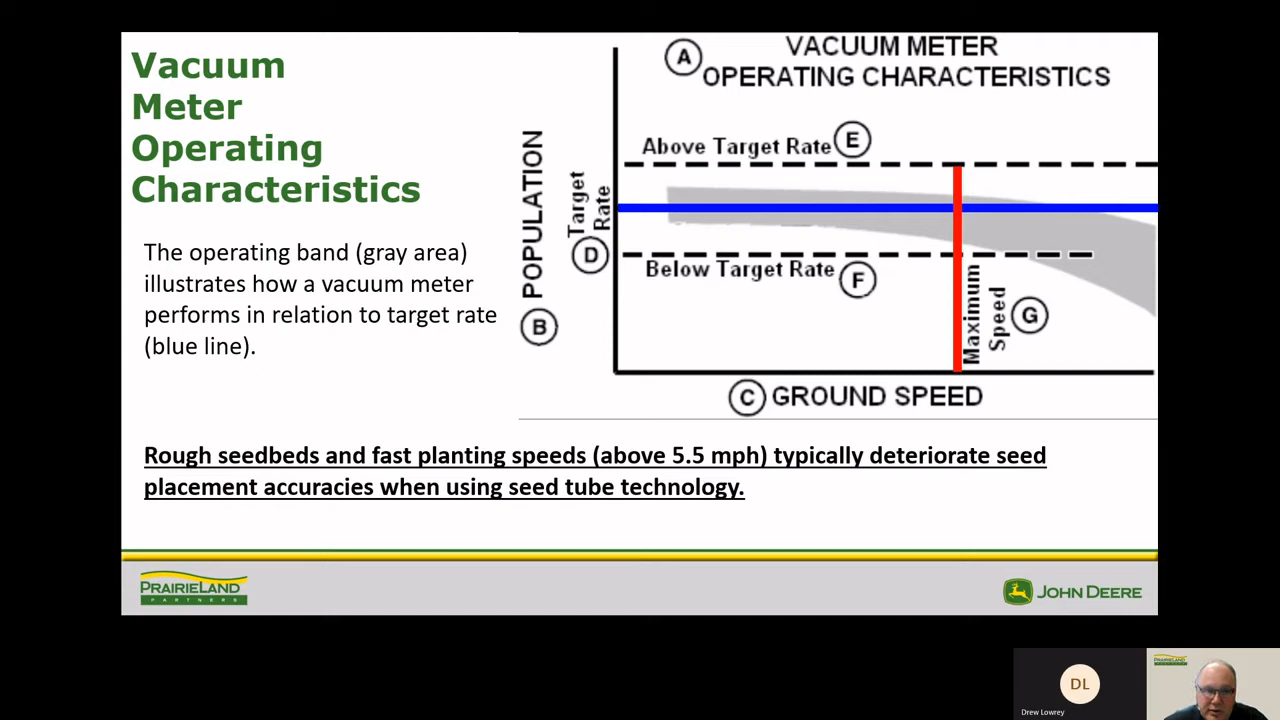 Vacuum
Meter
Operating
Characteristics
The operating band (gray area)
illustrates how a vacuum meter
performs in relation to target rate
(blue line).
A
VACUUM METER
OPERATING CHARACTERISTICS
Above Target Rate E
Target
Rate
D
B POPULATION
Below Target Rate F
Maximum
Speed G
C GROUND SPEED
Rough seedbeds and fast planting speeds (above 5.5 mph) typically deteriorate seed
placement accuracies when using seed tube technology.
PRAIRIELAND
PARTNERS
JOHN DEERE
DL
Drew Lowrey
PRAIRIELAND